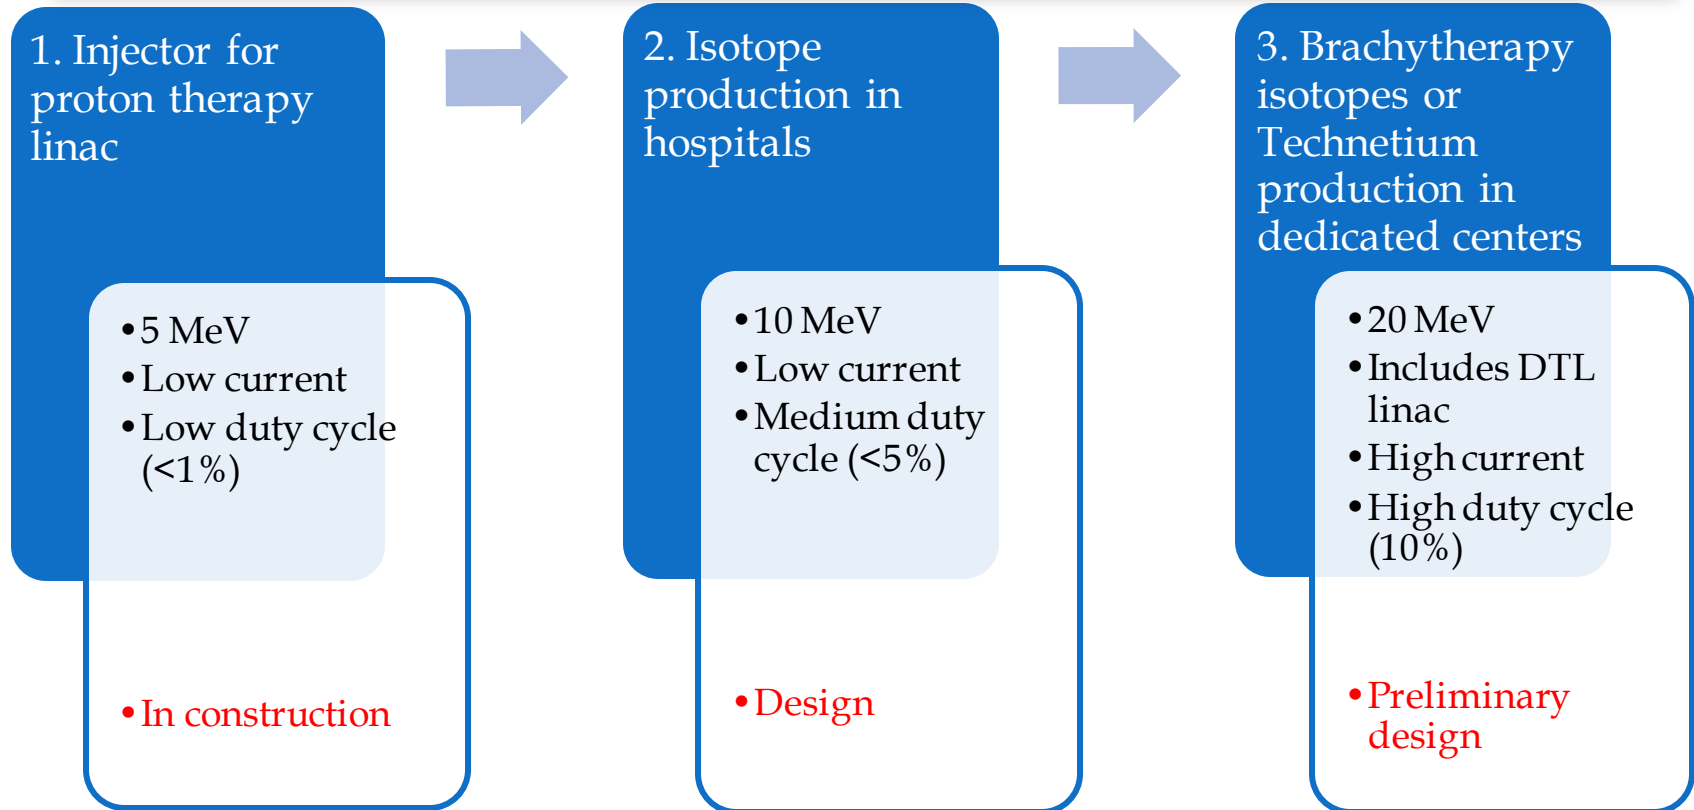 1. Injector for
proton therapy
linac
•5 MeV
•Low current
•Low duty cycle
(<1%)
•In construction
2. Isotope
production in
hospitals
•10 MeV
•Low current
•Medium duty
cycle (<5%)
•Design
3. Brachytherapy
isotopes or
Technetium
production in
dedicated centers
•20 MeV
•Includes DTL
linac
•High current
•High duty cycle
(10%)
•Preliminary
design